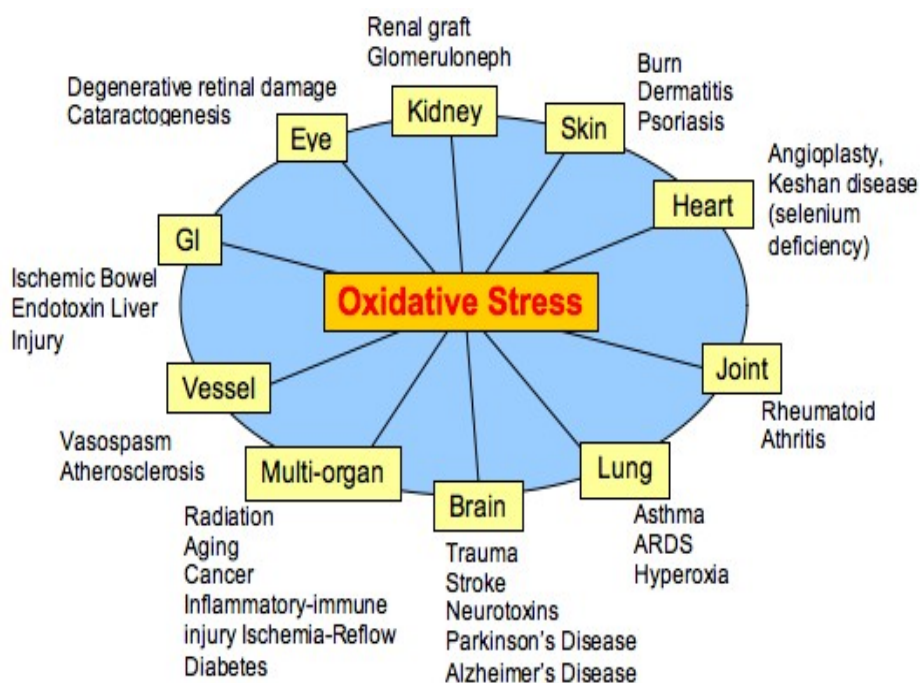 Renal graft
Glomeruloneph
Kidney
Burn
Dermatitis
Psoriasis
Skin
Degenerative retinal damage
Cataractogenesis
Eye
Angioplasty,
Keshan disease
(selenium
deficiency)
Heart
GI
Ischemic Bowel
Endotoxin Liver
Injury
Oxidative Stress
Joint
Rheumatoid
Athritis
Vessel
Vasospasm
Atherosclerosis
Multi-organ
Radiation
Aging
Cancer
Inflammatory-immune
injury Ischemia-Reflow
Diabetes
Brain
Trauma
Stroke
Neurotoxins
Parkinson's Disease
Alzheimer's Disease
Lung
Asthma
ARDS
Hyperoxia